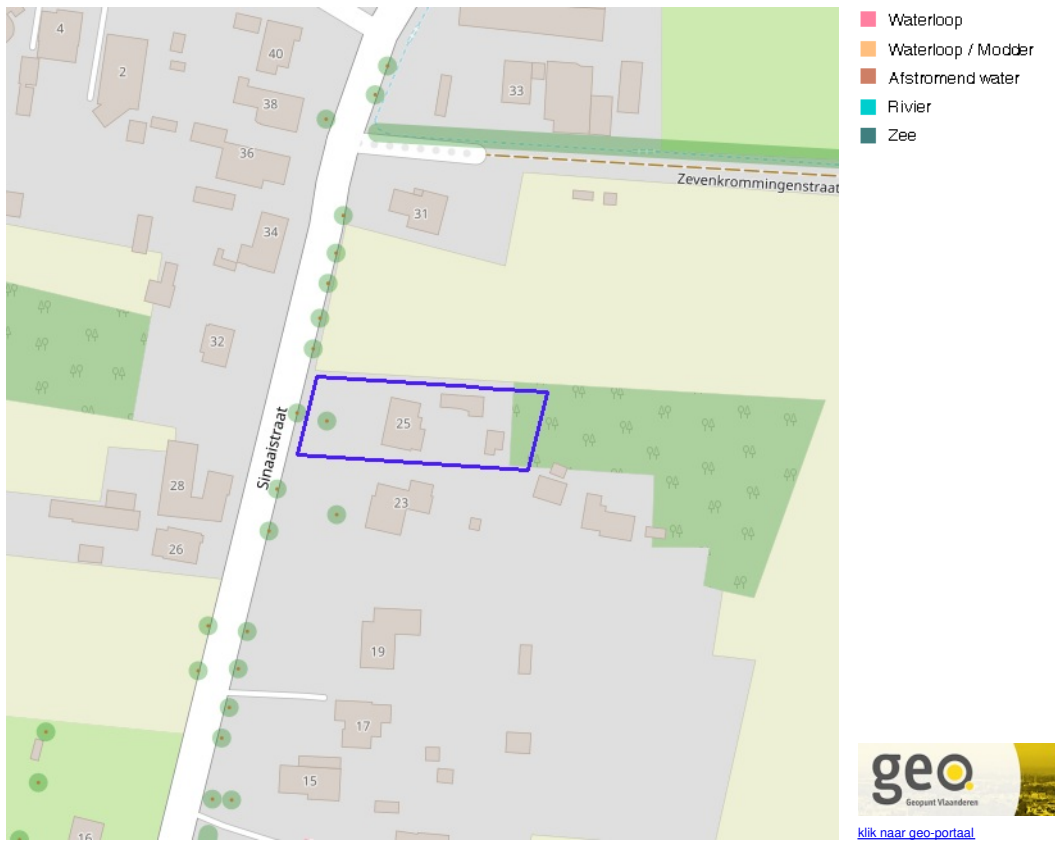 4
2
40
38
36
34
32
33
Zevenkrommingenstraat
31
25
Sinaaistraat
28
26
23
19
17
15
16
Waterloop
Waterloop / Modder
Afstromend water
Rivier
Zee
geo.
Geopunt Vlaanderen
klik naar geo-portaal